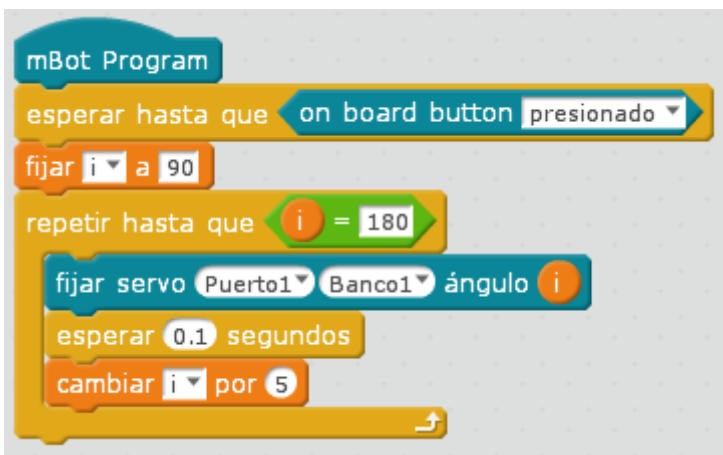 mBot Program
esperar hasta que on board button presionado
fijar i a 90
repetir hasta que i = 180
fijar servo Puerto1 Banco1 ángulo i
esperar 0.1 segundos
cambiar i por 5